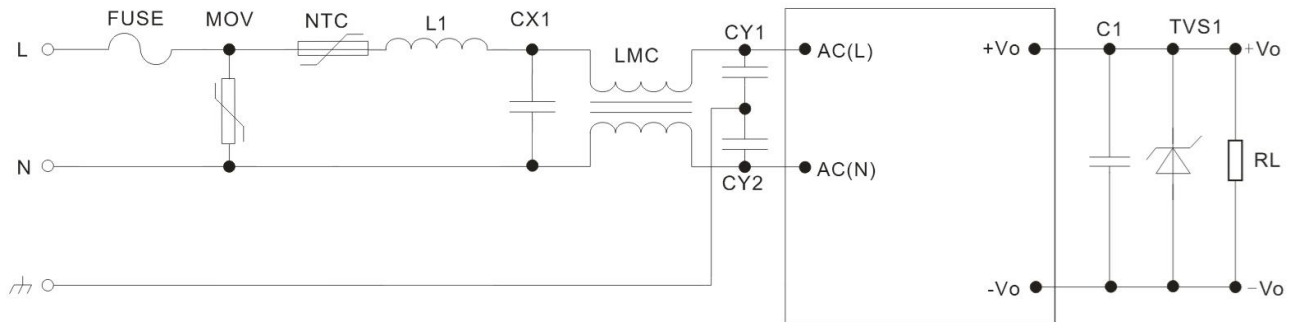 FUSE
MOV
NTC
L1
CX1
CY1
C1
TVS1
L
LMC
AC(L)
+Vo
+Vo
N
CY2
AC(N)
RL
-Vo
-Vo